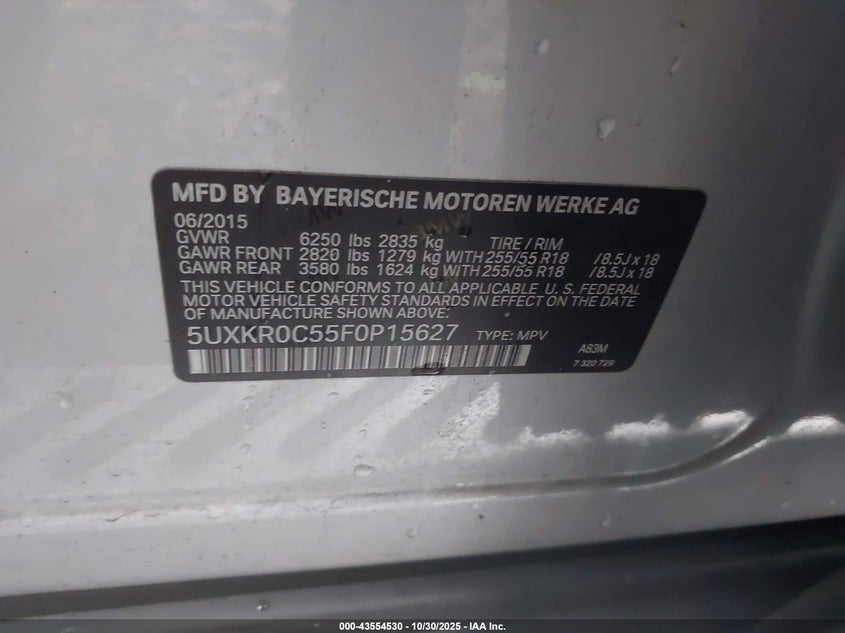 MFD BY BAYERISCHE MOTOREN WERKE AG
06/2015
GVWR 6250 lbs 2835 kg TIRE / RIM
GAWR FRONT 2820 lbs 1279 kg WITH 255/55 R18 / 8.5J x 18
GAWR REAR 3580 lbs 1624 kg WITH 255/55 R18 / 8.5J x 18
THIS VEHICLE CONFORMS TO ALL APPLICABLE U. S. FEDERAL
MOTOR VEHICLE SAFETY STANDARDS IN EFFECT ON THE DATE
OF MANUFACTURE SHOWN ABOVE:
5UXKR0C55F0P15627 TYPE: MPV
A83M
7 320 729
000-43554530 | 10/30/2025 - IAA Inc.